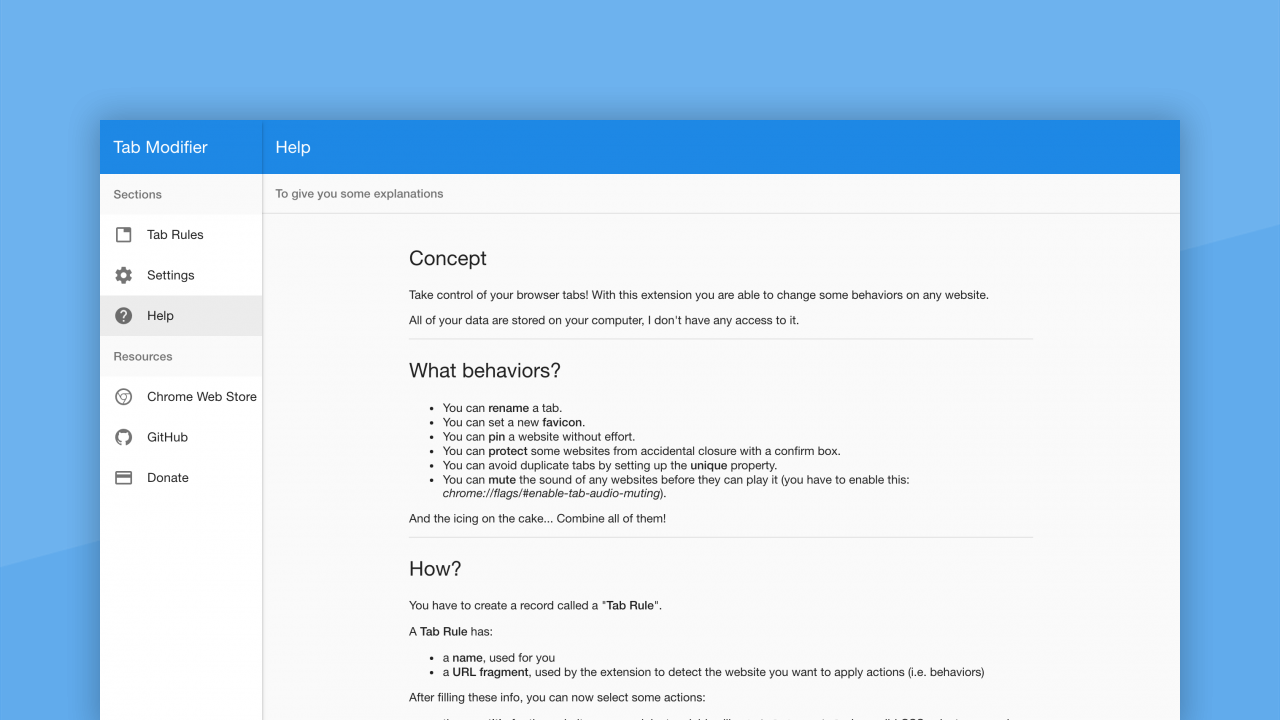 Tab Modifier
Help
Sections
To give you some explanations
Tab Rules
Settings
Help
Resources
Chrome Web Store
GitHub
Donate
Concept
Take control of your browser tabs! With this extension you are able to change some behaviors on any website.
All of your data are stored on your computer, I don't have any access to it.
What behaviors?
• You can rename a tab.
• You can set a new favicon.
• You can pin a website without effort.
• You can protect some websites from accidental closure with a confirm box.
• You can avoid duplicate tabs by setting up the unique property.
• You can mute the sound of any websites before they can play it (you have to enable this:
chrome://flags/#enable-tab-audio-muting).
And the icing on the cake... Combine all of them!
How?
You have to create a record called a "Tab Rule".
A Tab Rule has:
• a name, used for you
• a URL fragment, used by the extension to detect the website you want to apply actions (i.e. behaviors)
After filling these info, you can now select some actions: